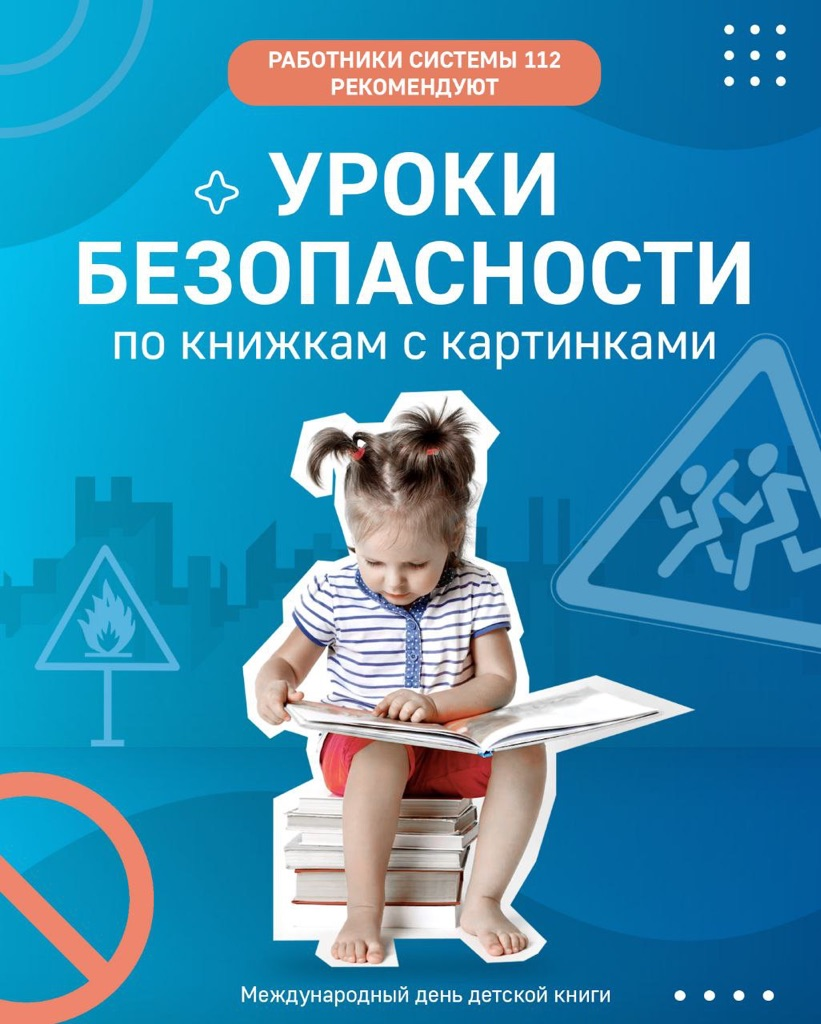 РАБОТНИКИ СИСТЕМЫ 112
РЕКОМЕНДУЮТ
УРОКИ
БЕЗОПАСНОСТИ
по книжкам с картинками
Международный день детской книги